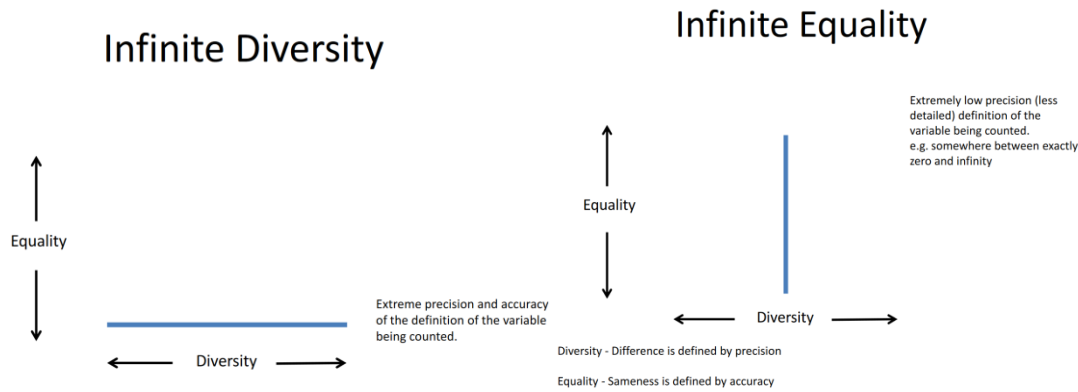 Infinite Diversity
Equality
Extreme precision and accuracy
of the definition of the variable
being counted.
Diversity
Infinite Equality
Extremely low precision (less
detailed) definition of the
variable being counted.
e.g. somewhere between exactly
zero and infinity
Equality
Diversity
Diversity - Difference is defined by precision
Equality - Sameness is defined by accuracy